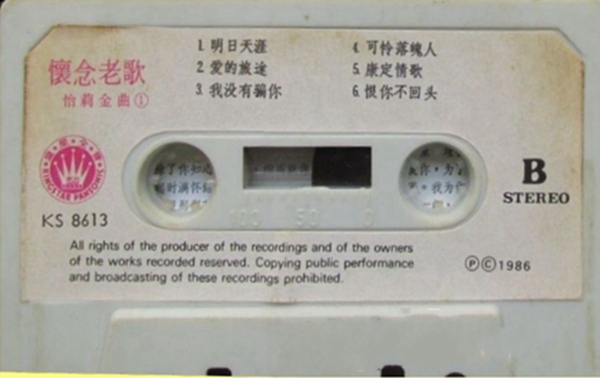 懷念老歌
怡莉金曲①
1. 明日天涯
2. 爱的旅途
3. 我没有骗你
4. 可怜落魄人
5. 康定情歌
6. 恨你不回头
KINGSTAR PANSONIC
KS 8613
B
STEREO
100 50 0
All rights of the producer of the recordings and of the owners
of the works recorded reserved. Copying public performance
and broadcasting of these recordings prohibited.
ⓅⒸ1986